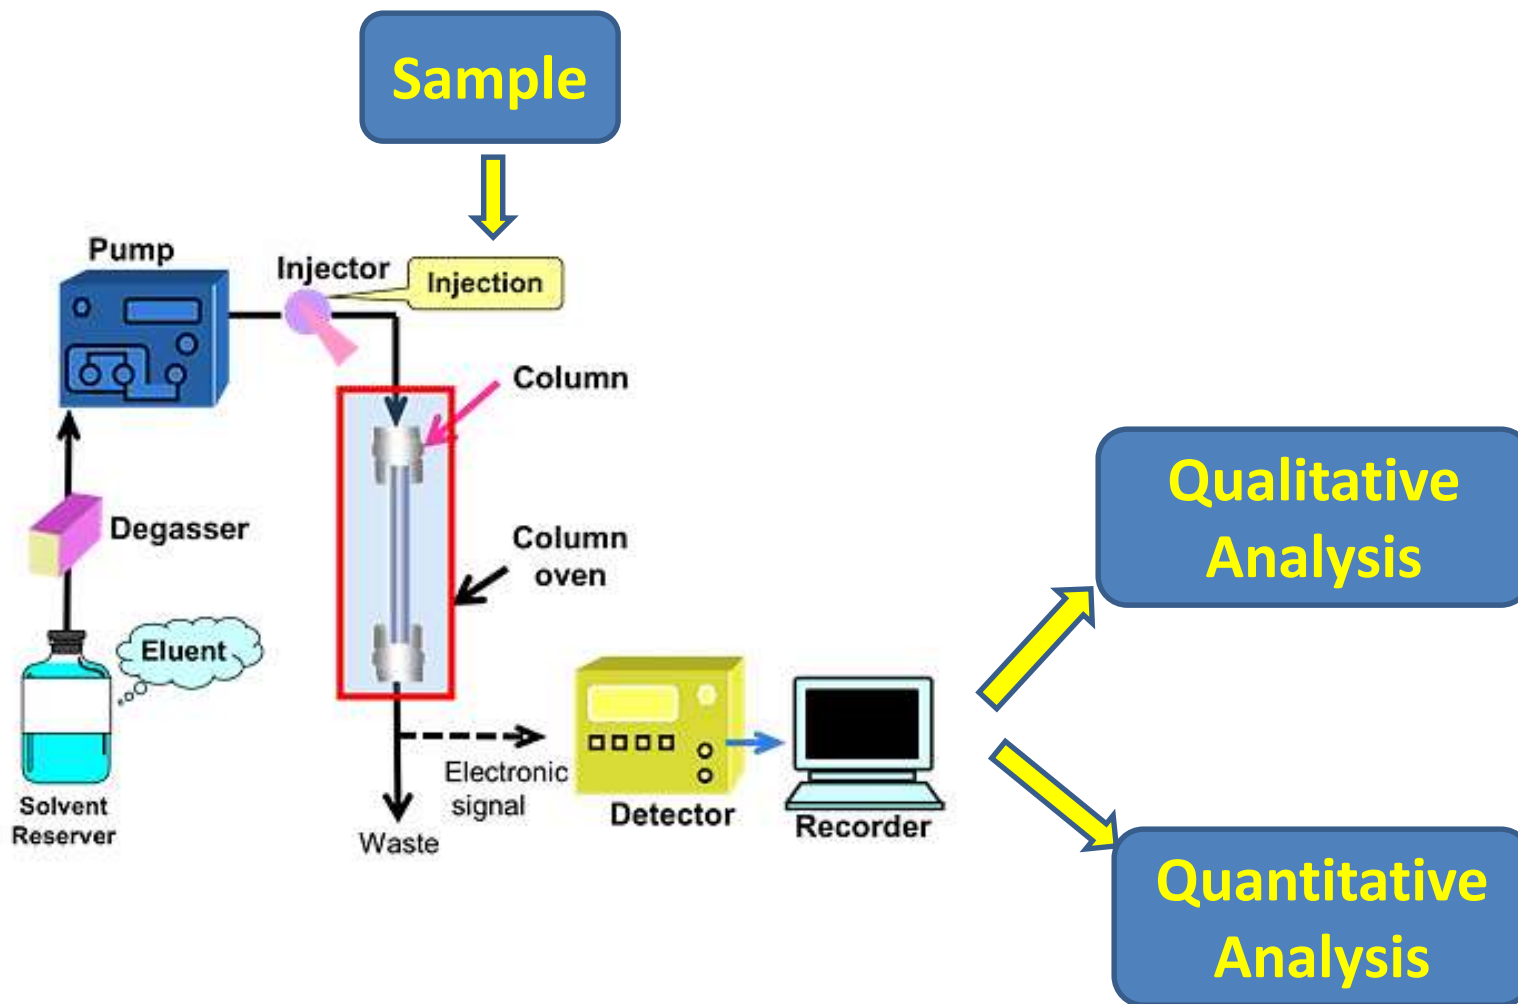 Sample
Pump
Injector
Injection
Column
Degasser
Column
oven
Eluent
Solvent
Reserver
Electronic
signal
Waste
Detector
Recorder
Qualitative
Analysis
Quantitative
Analysis